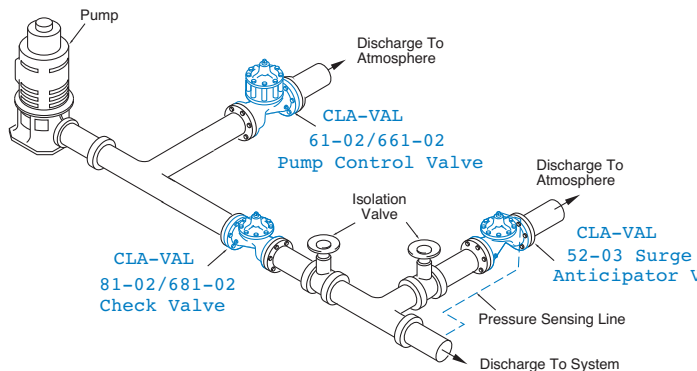 Pump
Discharge To
Atmosphere
CLA-VAL
61-02/661-02
Pump Control Valve
Discharge To
Atmosphere
Isolation
Valve
CLA-VAL
52-03 Surge
Anticipator V
CLA-VAL
81-02/681-02
Check Valve
Pressure Sensing Line
Discharge To System